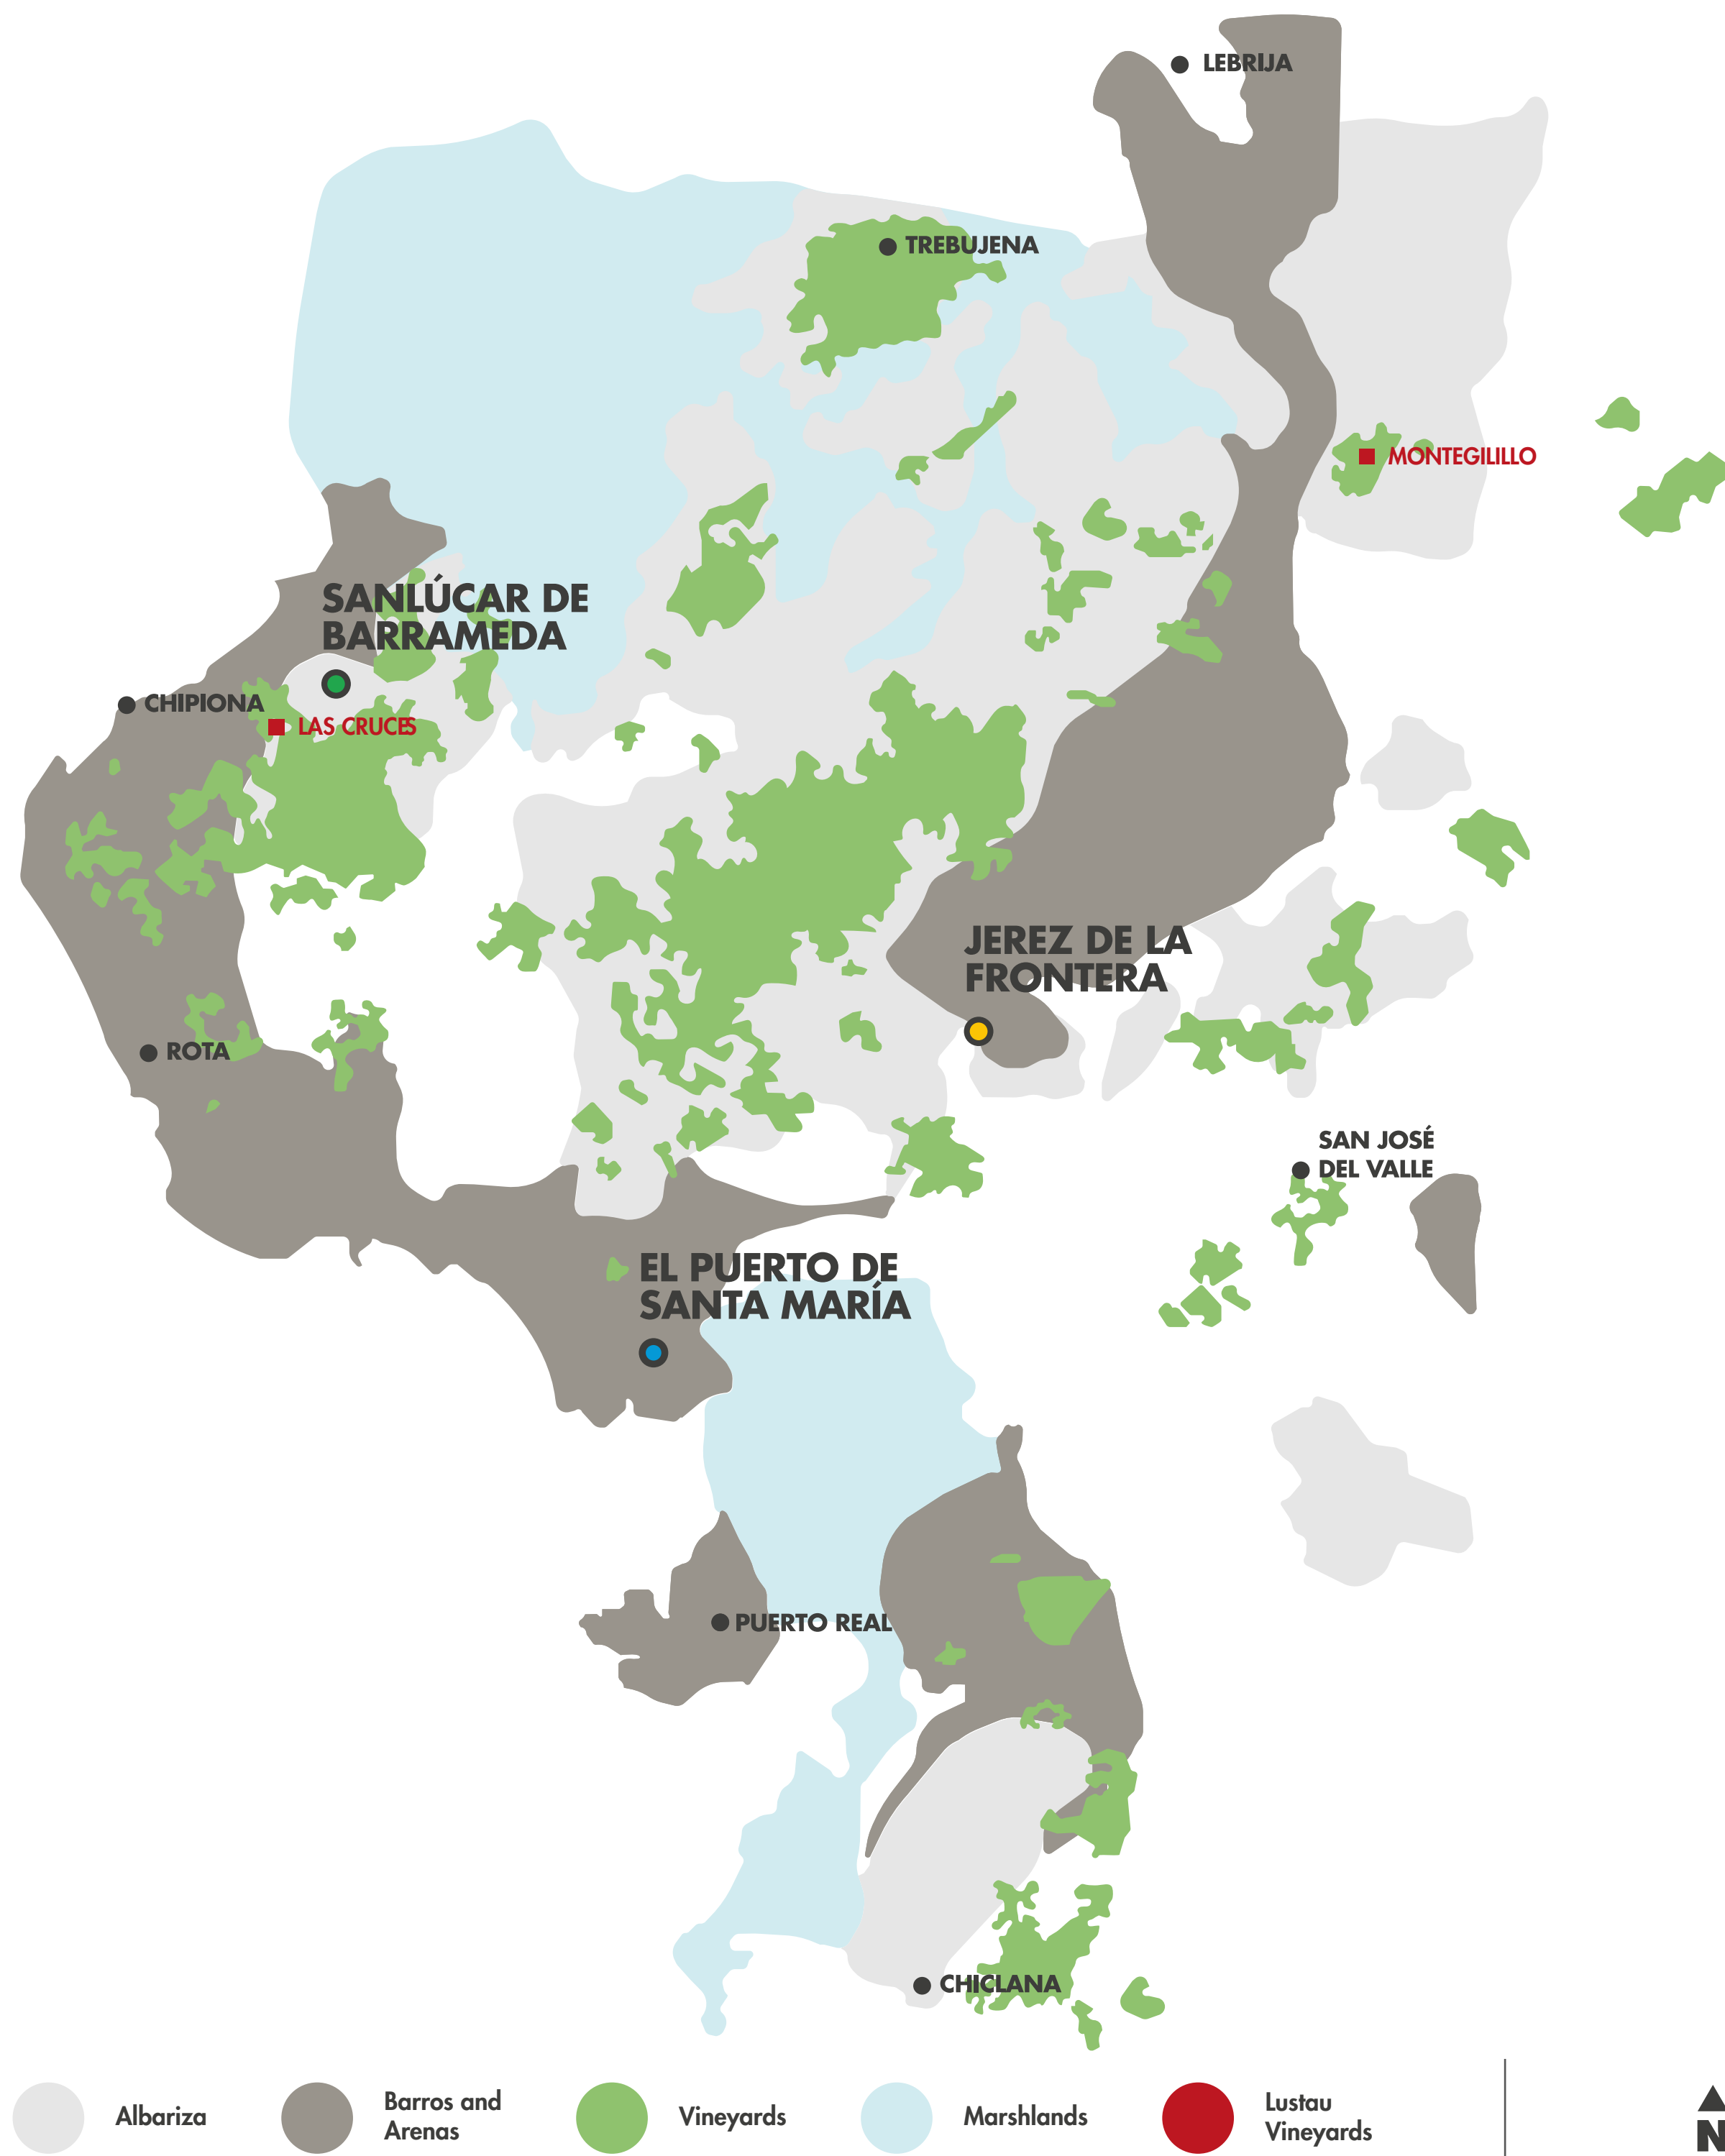 LEBRIJA
TREBUJENA
MONTEGILILLO
SANLÚCAR DE
BARRAMEDA
CHIPIONA
LAS CRUCES
JEREZ DE LA
FRONTERA
ROTA
SAN JOSÉ
DEL VALLE
EL PUERTO DE
SANTA MARÍA
PUERTO REAL
CHICLANA
Albariza
Barros and
Arenas
Vineyards
Marshlands
Lustau
Vineyards
N